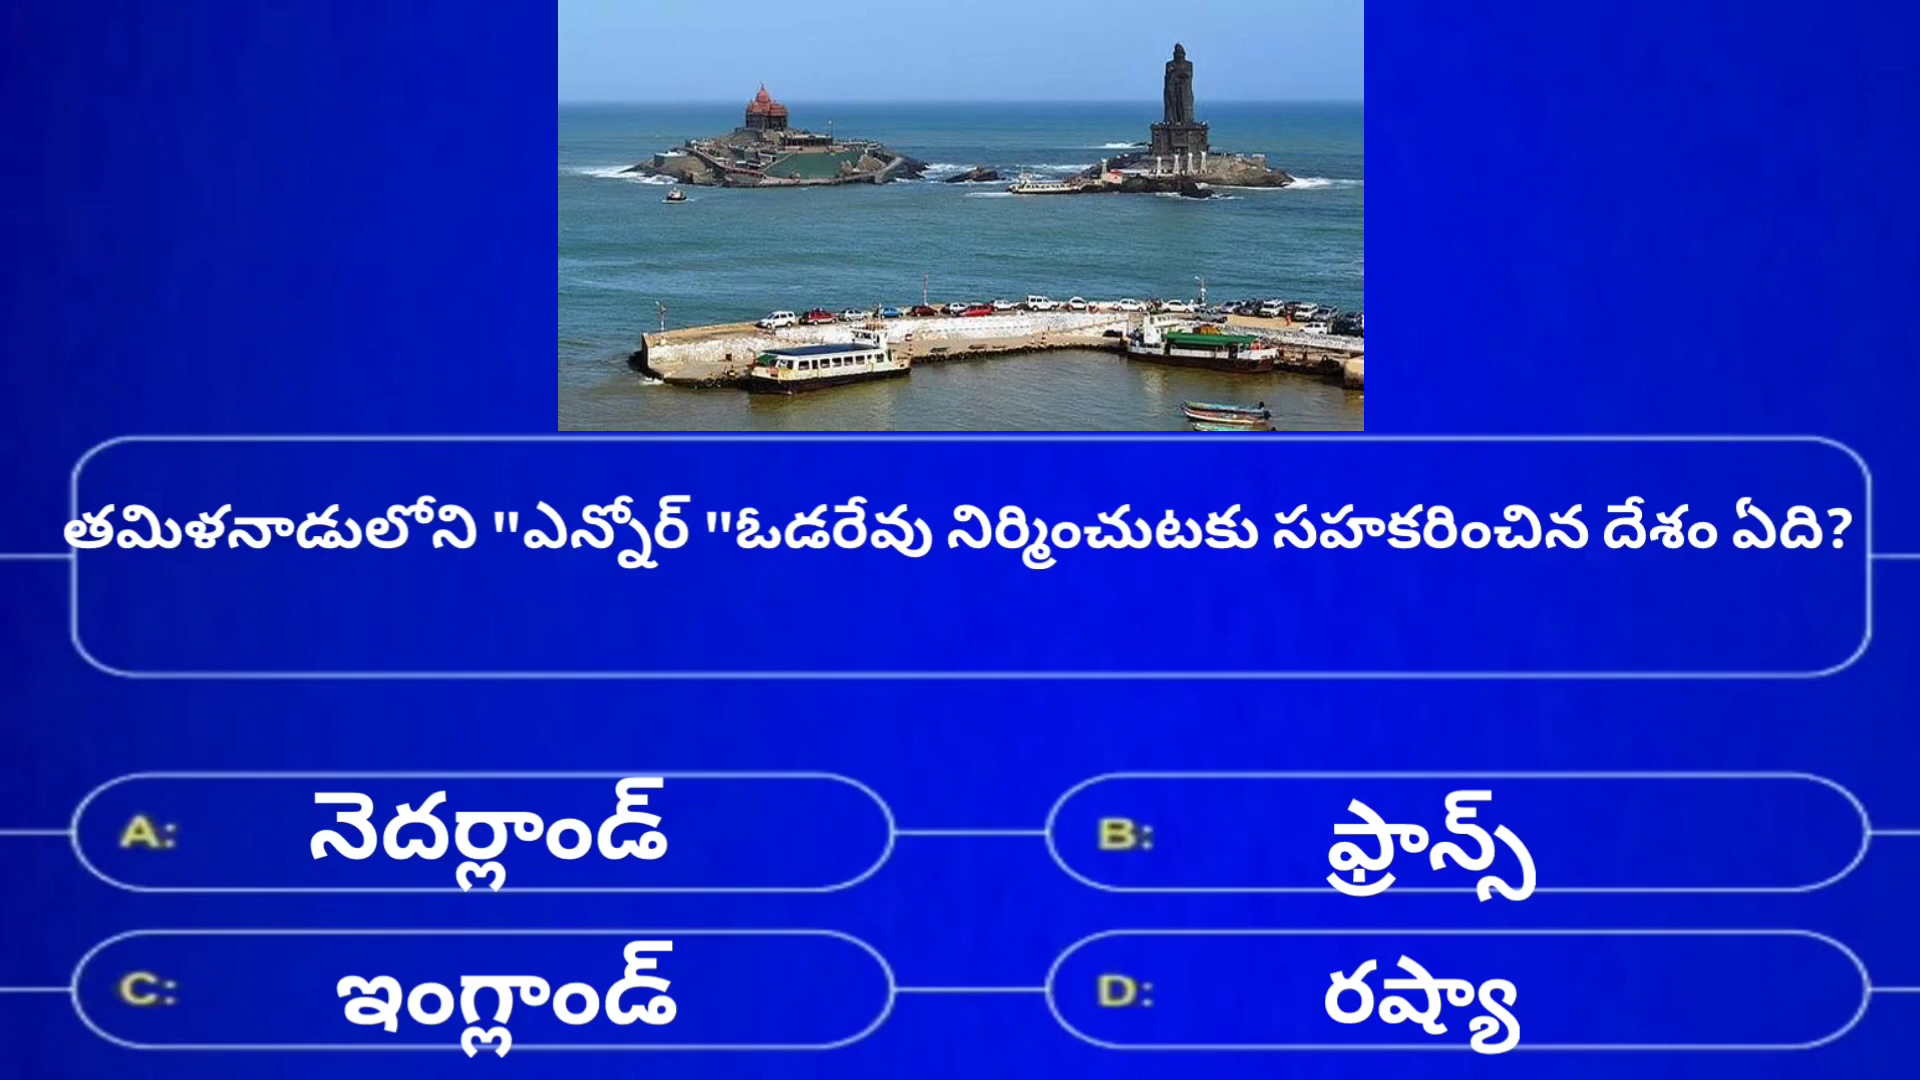 తమిళనాడులోని "ఎన్నోర్ "ఓడరేవు నిర్మించుటకు సహకరించిన దేశం ఏది?
A: నెదర్లాండ్
B: ఫ్రాన్స్
C: ఇంగ్లాండ్
D: రష్యా